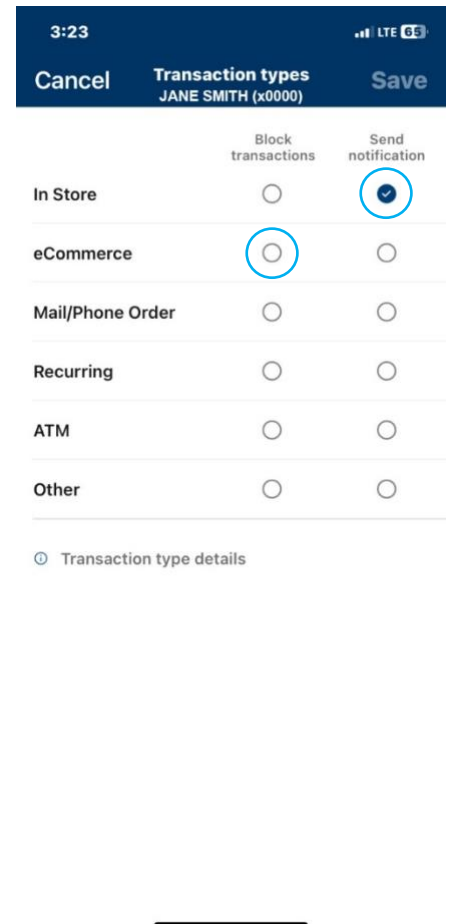 3:23 LTE 65
Cancel Transaction types Save
JANE SMITH (x0000)
Block Send
transactions notification
In Store
eCommerce
Mail/Phone Order
Recurring
ATM
Other
Transaction type details